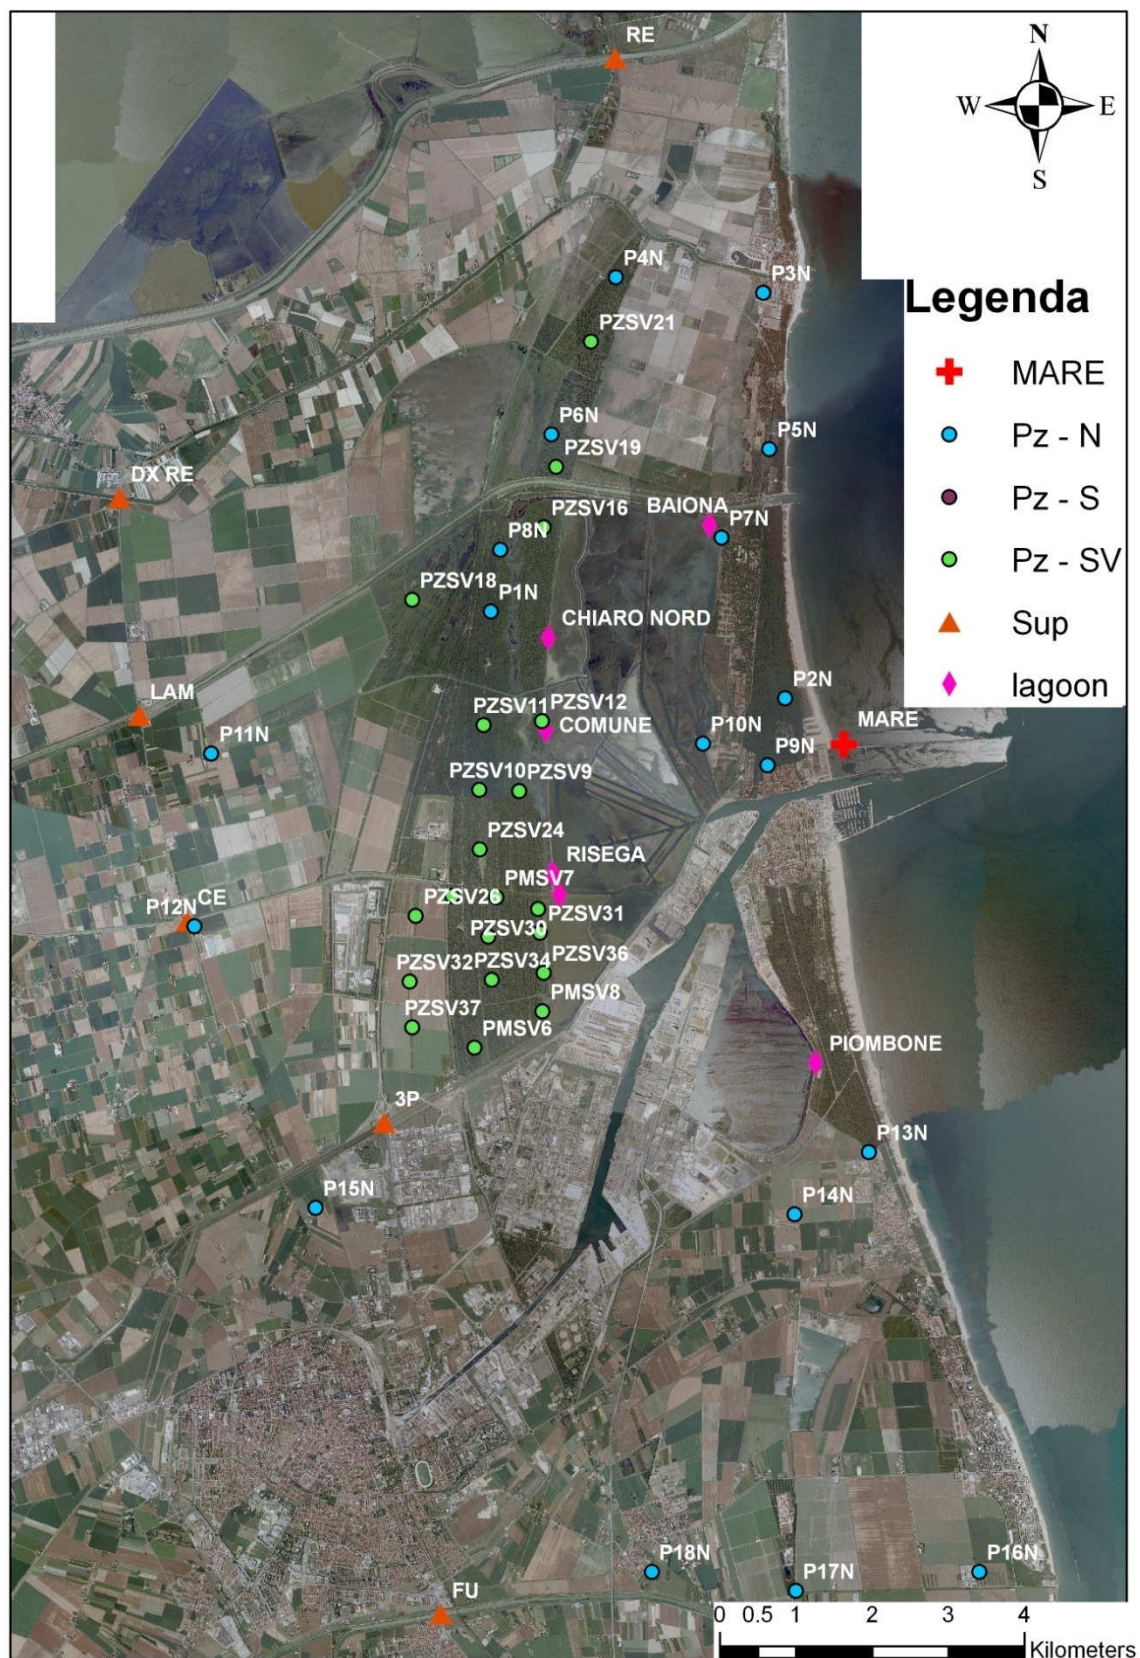 N
W E
S
RE
P4N
P3N
PZSV21
Legenda
MARE
Pz - N
Pz - S
Pz - SV
Sup
lagoon
P6N
P5N
PZSV19
DX RE
PZSV16
BAIONA
P7N
P8N
PZSV18
P1N
CHIARO NORD
LAM
P2N
PZSV11
PZSV12
COMUNE
MARE
P11N
P10N
P9N
PZSV10
PZSV9
PZSV24
RISEGA
PMSV7
PZSV26
P12N
CE
PZSV31
PZSV30
PZSV36
PZSV32
PZSV34
PMSV8
PZSV37
PMSV6
PIOMBONE
3P
P13N
P15N
P14N
P18N
P16N
P17N
FU
0 0.5 1 2 3 4
Kilometers